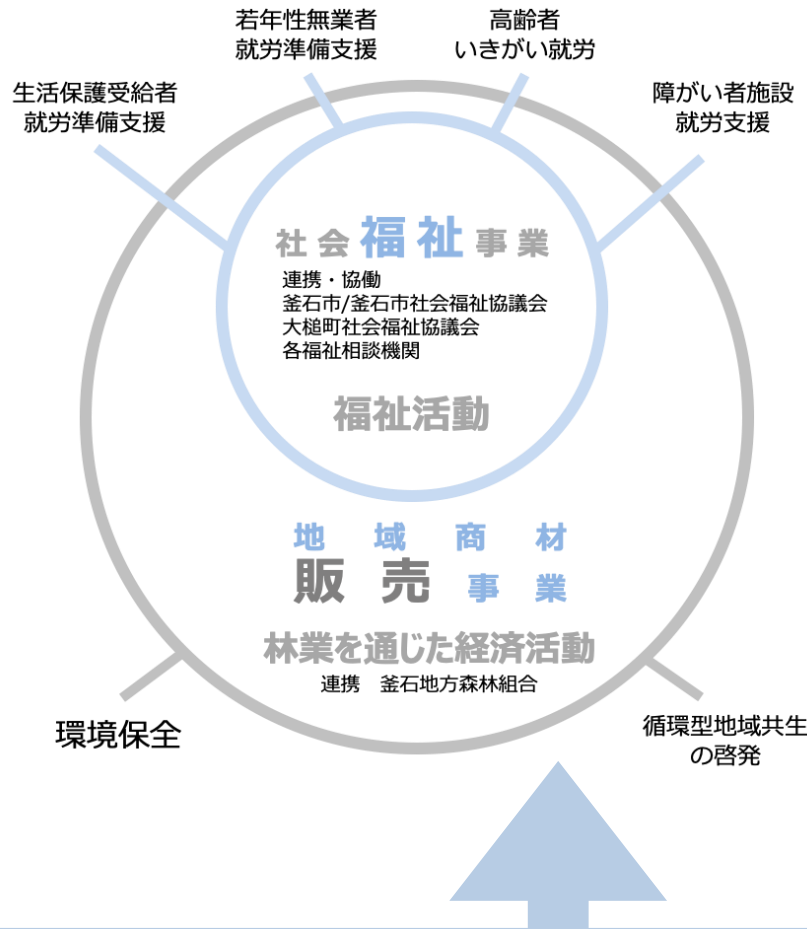 若年性無業者
就労準備支援
高齢者
いきがい就労
生活保護受給者
就労準備支援
障がい者施設
就労支援
社会福祉事業
連携・協働
釜石市/釜石市社会福祉協議会
大槌町社会福祉協議会
各福祉相談機関
福祉活動
地域商材
販売事業
林業を通じた経済活動
連携　釜石地方森林組合
環境保全
循環型地域共生
の啓発